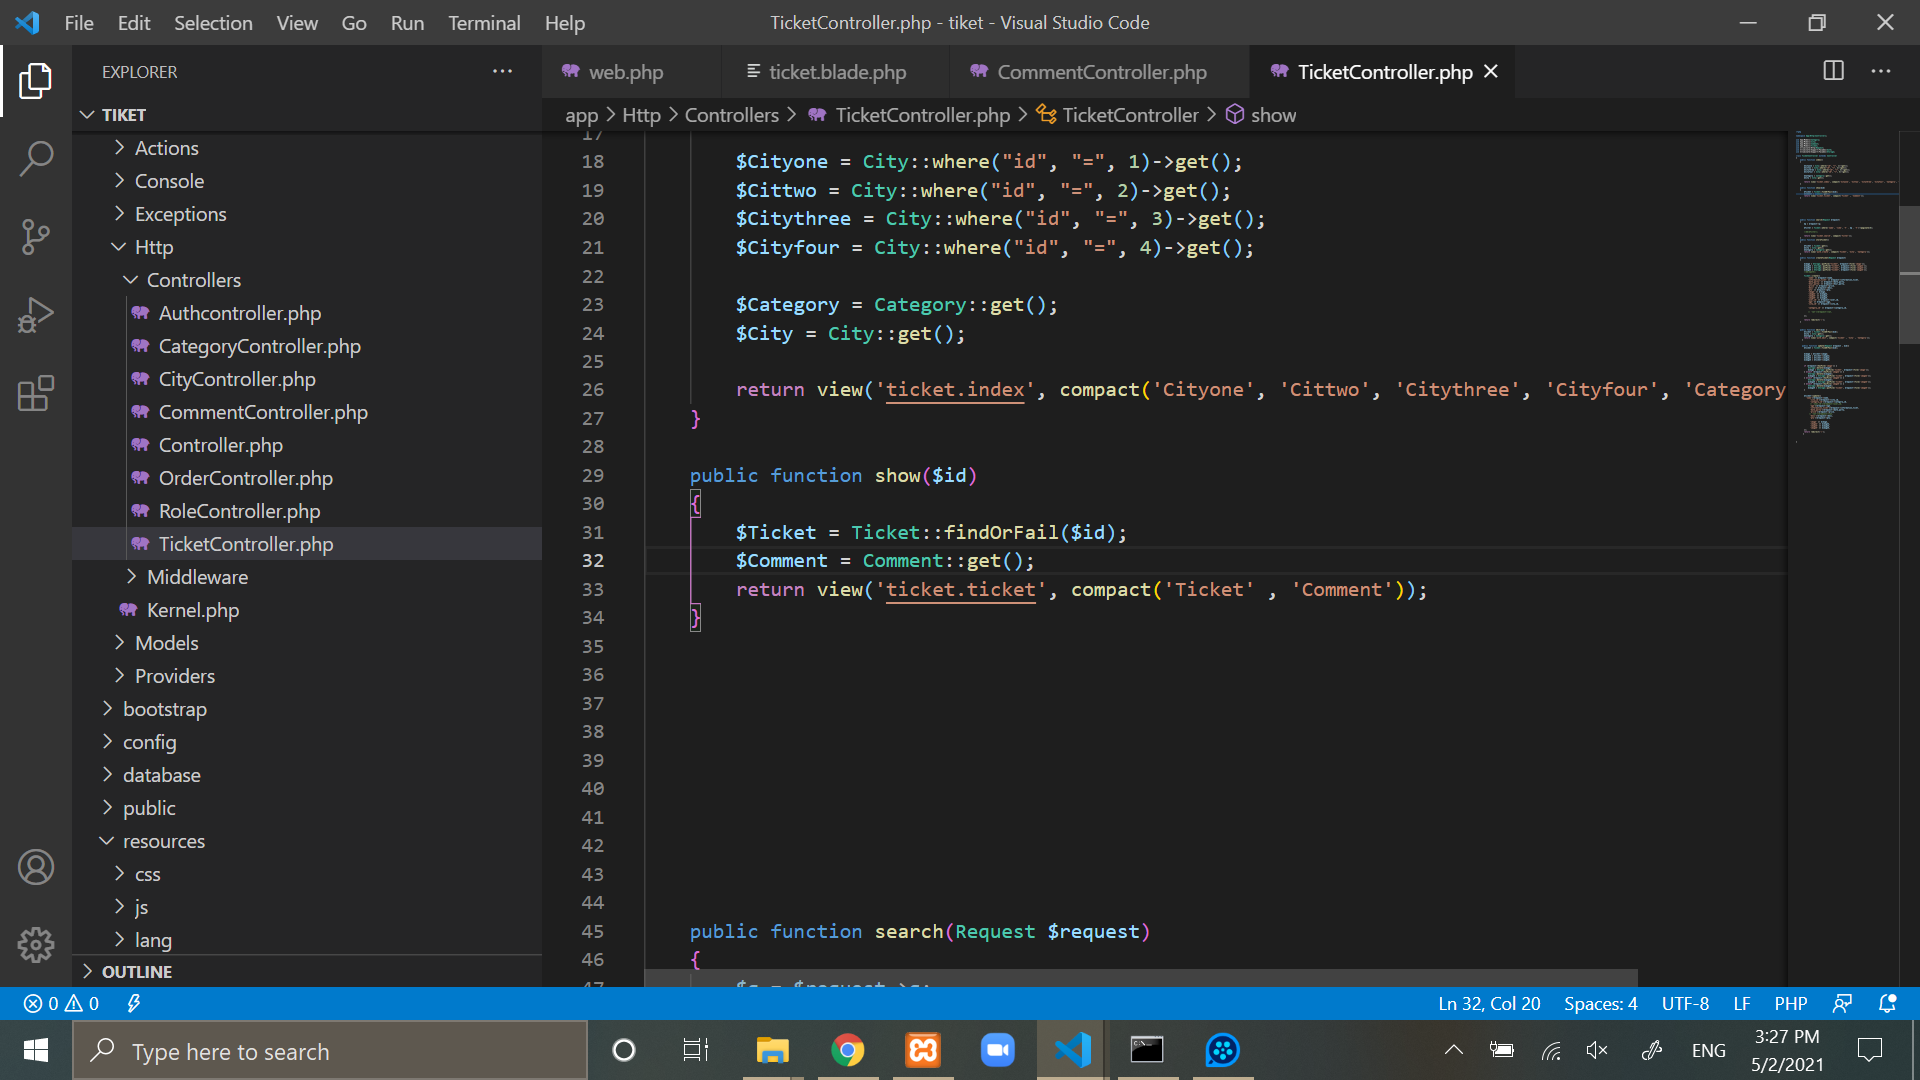 File Edit Selection View Go Run Terminal Help
TicketController.php - tiket - Visual Studio Code
EXPLORER
TIKET
Actions
Console
Exceptions
Http
Controllers
Authcontroller.php
CategoryController.php
CityController.php
CommentController.php
Controller.php
OrderController.php
RoleController.php
TicketController.php
Middleware
Kernel.php
Models
Providers
bootstrap
config
database
public
resources
css
js
lang
OUTLINE
web.php ticket.blade.php CommentController.php TicketController.php
app > Http > Controllers > TicketController.php > TicketController > show
17
18 $Cityone = City::where("id", "=", 1)->get();
19 $Cittwo = City::where("id", "=", 2)->get();
20 $Citythree = City::where("id", "=", 3)->get();
21 $Cityfour = City::where("id", "=", 4)->get();
22
23 $Category = Category::get();
24 $City = City::get();
25
26 return view('ticket.index', compact('Cityone', 'Cittwo', 'Citythree', 'Cityfour', 'Category
27 }
28
29 public function show($id)
30 {
31 $Ticket = Ticket::findOrFail($id);
32 $Comment = Comment::get();
33 return view('ticket.ticket', compact('Ticket' , 'Comment'));
34 }
35
36
37
38
39
40
41
42
43
44
45 public function search(Request $request)
46 {
0 0
Ln 32, Col 20 Spaces: 4 UTF-8 LF PHP
Type here to search
ENG
3:27 PM
5/2/2021